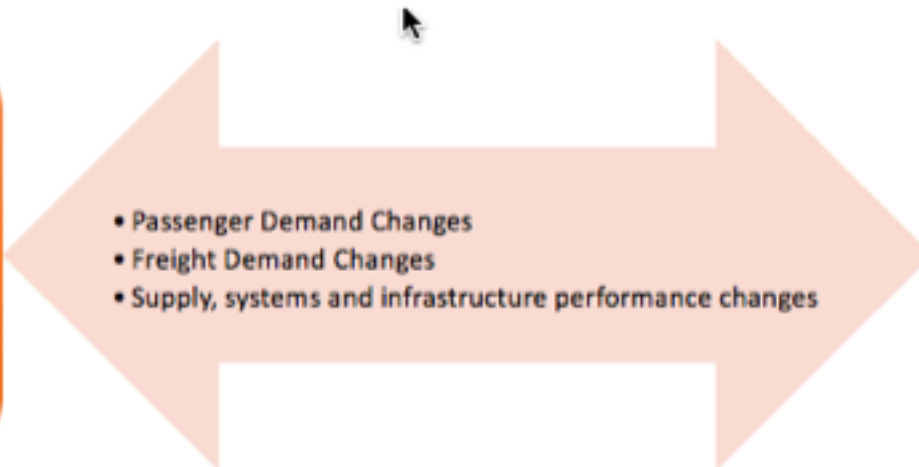 • Passenger Demand Changes
• Freight Demand Changes
• Supply, systems and infrastructure performance changes